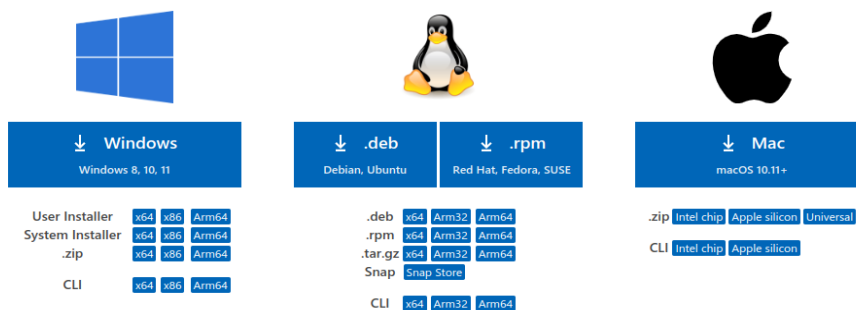 Windows
Windows 8, 10, 11
User Installer x64 x86 Arm64
System Installer x64 x86 Arm64
.zip x64 x86 Arm64
CLI x64 x86 Arm64
.deb
Debian, Ubuntu
.rpm
Red Hat, Fedora, SUSE
.deb x64 Arm32 Arm64
.rpm x64 Arm32 Arm64
.tar.gz x64 Arm32 Arm64
Snap Snap Store
CLI x64 Arm32 Arm64
Mac
macOS 10.11+
.zip Intel chip Apple silicon Universal
CLI Intel chip Apple silicon